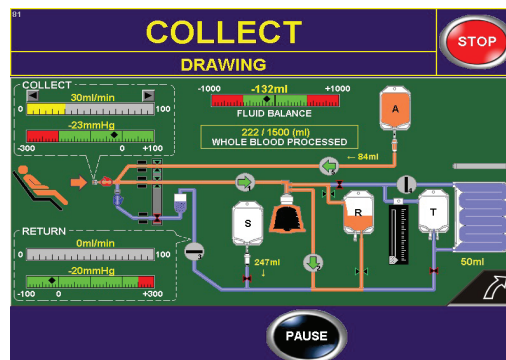 81
COLLECT
DRAWING
STOP
COLLECT
30ml/min
0 100
-23mmHg
-300 0 +100
-132ml
-1000 +1000
FLUID BALANCE
222 / 1500 (ml)
WHOLE BLOOD PROCESSED
A
← 84ml
S
R
T
247ml
↓
50ml
RETURN
0ml/min
0 100
-20mmHg
-100 0 +300
PAUSE